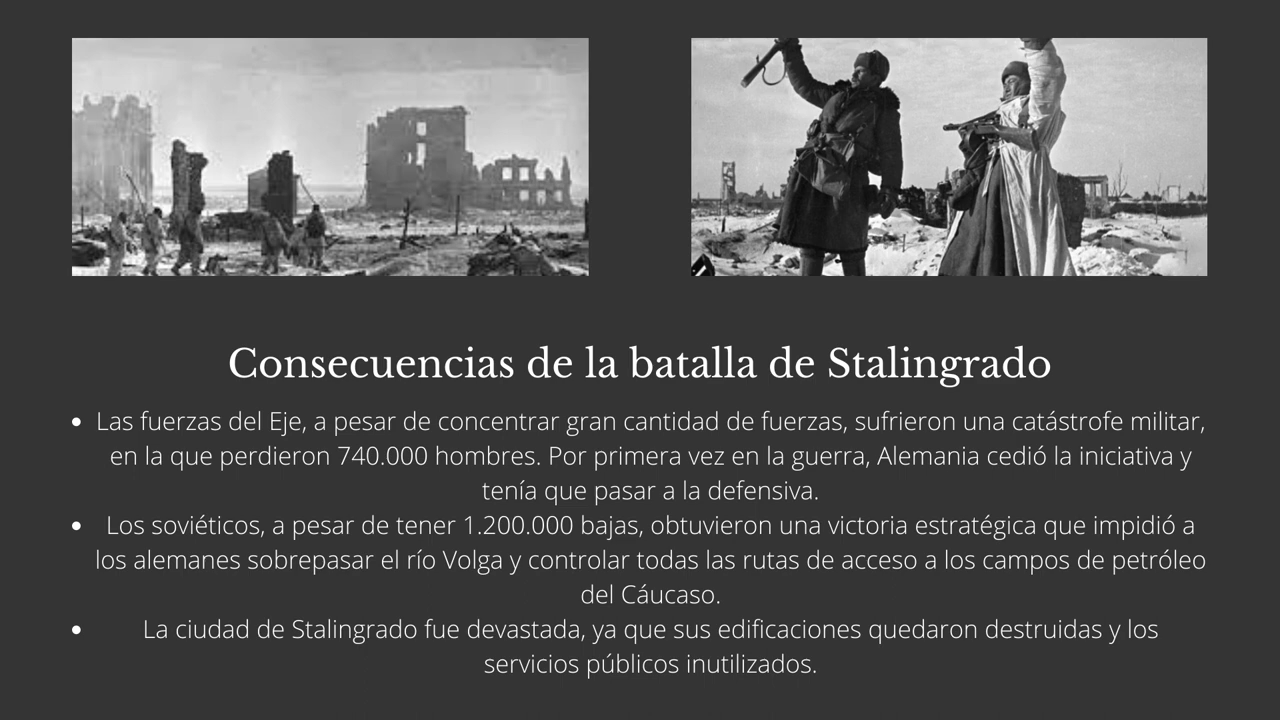 Consecuencias de la batalla de Stalingrado
• Las fuerzas del Eje, a pesar de concentrar gran cantidad de fuerzas, sufrieron una catástrofe militar,
en la que perdieron 740.000 hombres. Por primera vez en la guerra, Alemania cedió la iniciativa y
tenía que pasar a la defensiva.
• Los soviéticos, a pesar de tener 1.200.000 bajas, obtuvieron una victoria estratégica que impidió a
los alemanes sobrepasar el río Volga y controlar todas las rutas de acceso a los campos de petróleo
del Cáucaso.
• La ciudad de Stalingrado fue devastada, ya que sus edificaciones quedaron destruidas y los
servicios públicos inutilizados.